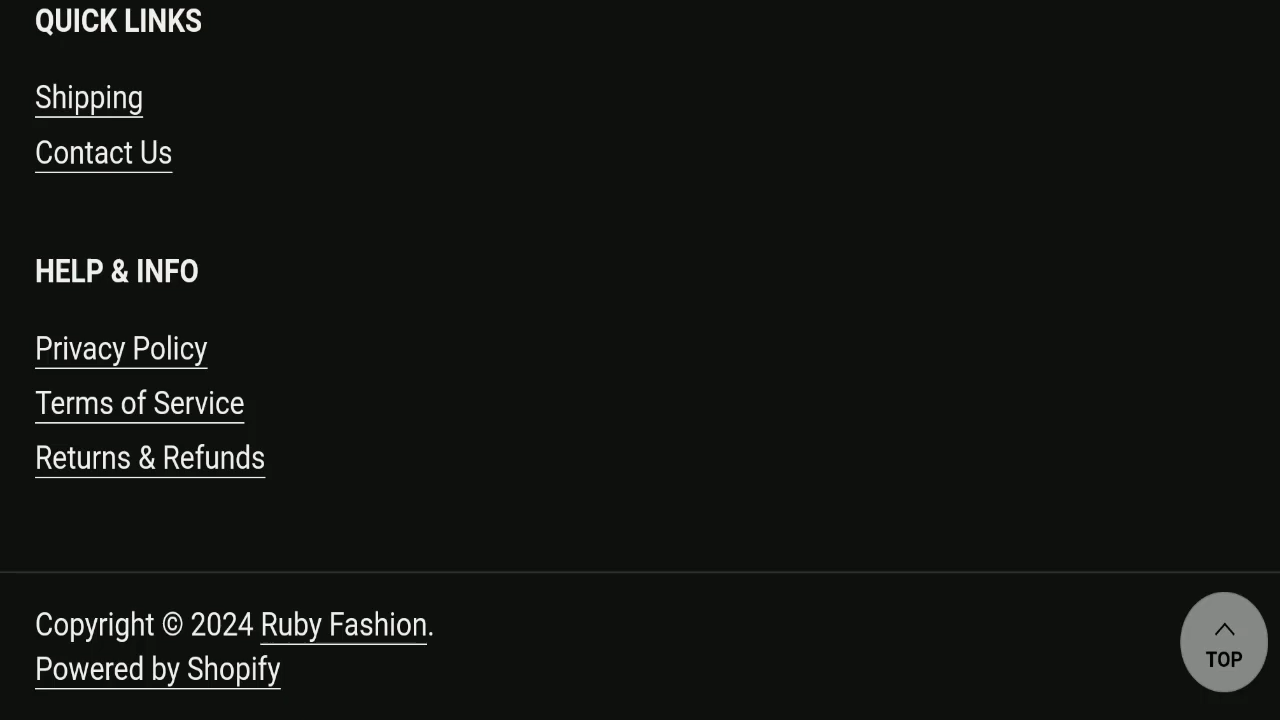 QUICK LINKS
Shipping
Contact Us
HELP & INFO
Privacy Policy
Terms of Service
Returns & Refunds
Copyright © 2024 Ruby Fashion.
Powered by Shopify
TOP